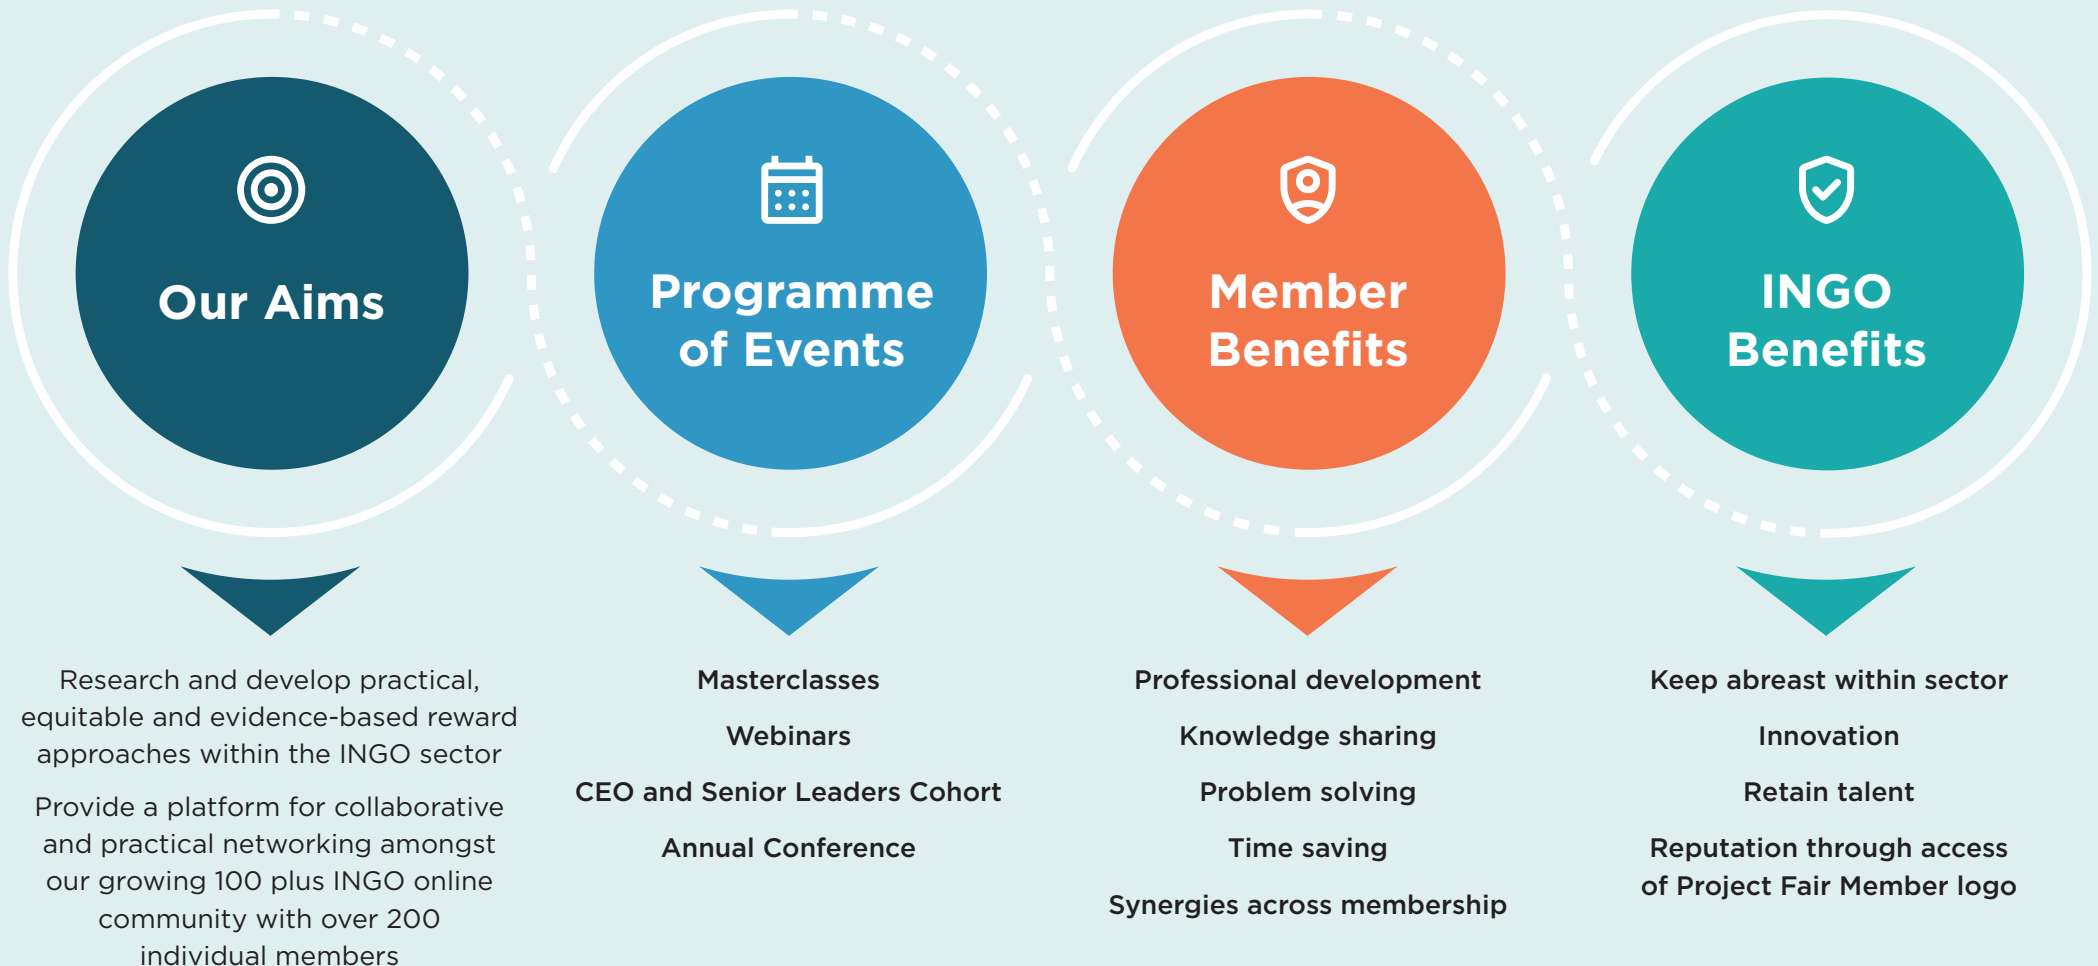 Our Aims
Research and develop practical,
equitable and evidence-based reward
approaches within the INGO sector
Provide a platform for collaborative
and practical networking amongst
our growing 100 plus INGO online
community with over 200
individual members
Programme
of Events
Masterclasses
Webinars
CEO and Senior Leaders Cohort
Annual Conference
Member
Benefits
Professional development
Knowledge sharing
Problem solving
Time saving
Synergies across membership
INGO
Benefits
Keep abreast within sector
Innovation
Retain talent
Reputation through access
of Project Fair Member logo